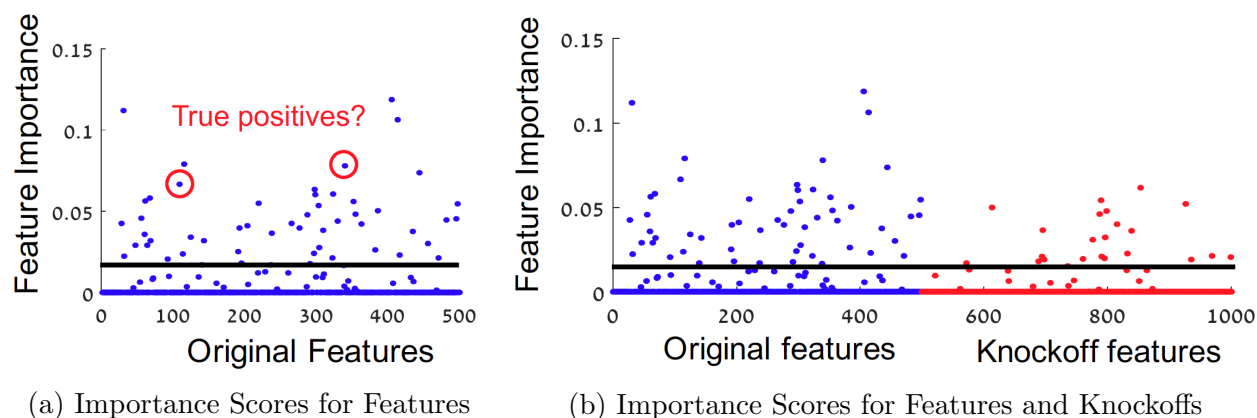 Feature Importance
0.15
0.1
0.05
0
True positives?
0 100 200 300 400 500
Original Features
(a) Importance Scores for Features
Feature Importance
0.15
0.1
0.05
0
0 200 400 600 800 1000
Original features Knockoff features
(b) Importance Scores for Features and Knockoffs